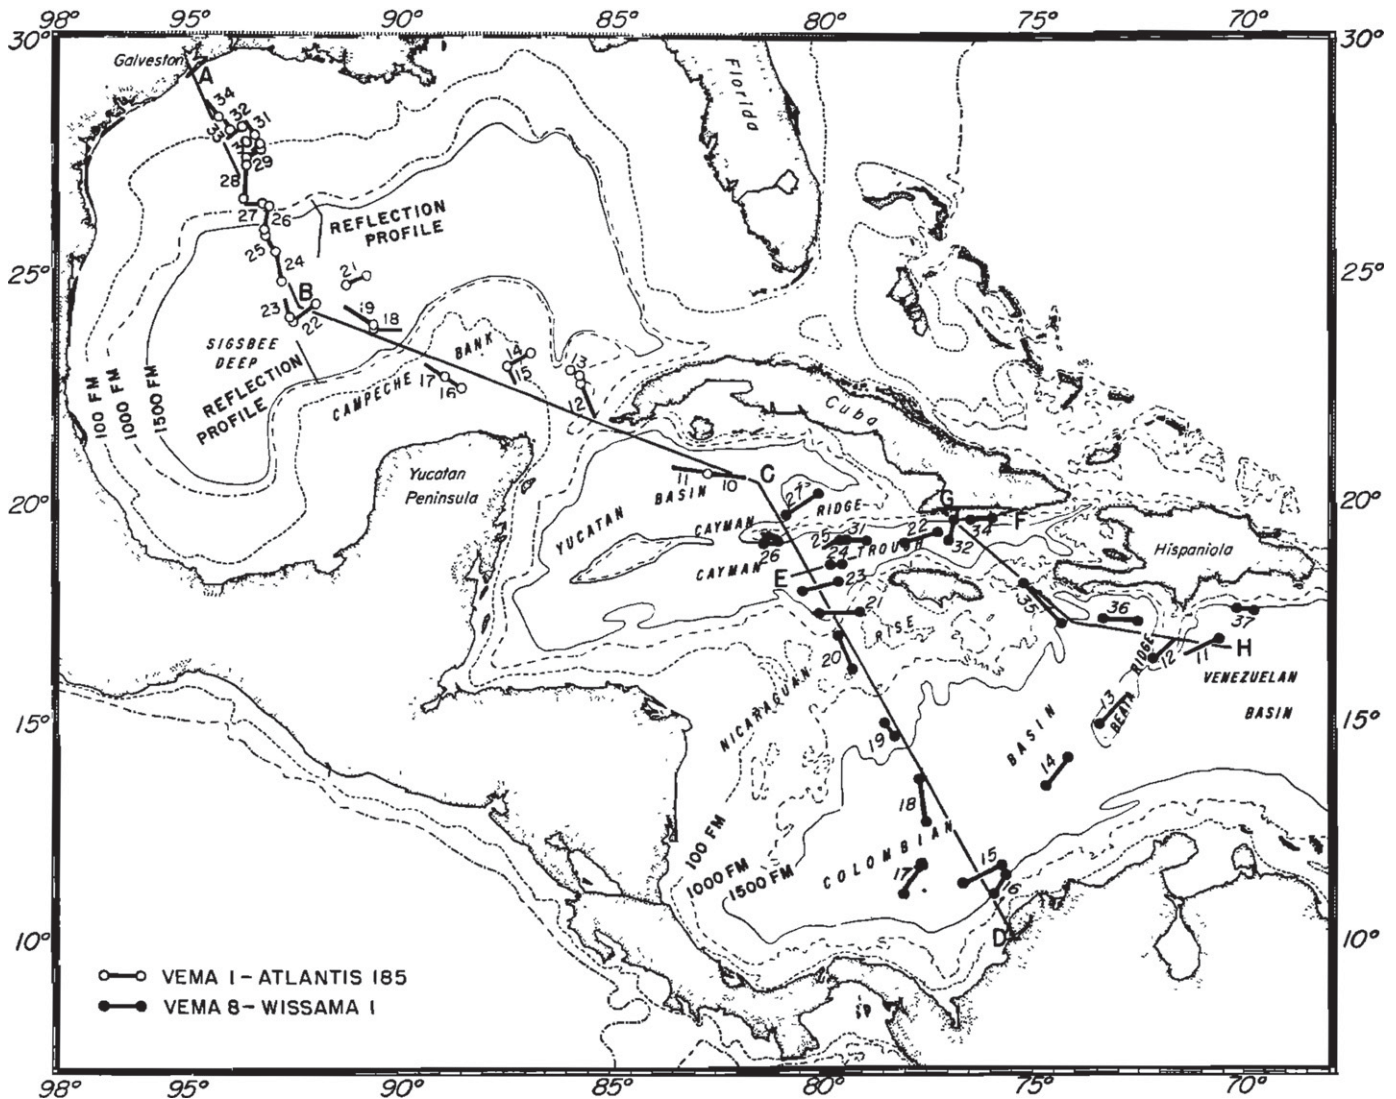 98° 95° 90° 85° 80° 75° 70°
30° 30°
Galveston
A
34
32
31
33
29
28
27 26
25
24
REFLECTION
PROFILE
Florida
25° 25°
21
B
23
22
19
18
SIGSBEE
DEEP
REFLECTION
PROFILE
CAMPECHE BANK
14
15
13
12
17
16
100 FM
1000 FM
1500 FM
Cuba
Yucatan
Peninsula
C
11 10
YUCATAN BASIN
20° 20°
27
CAYMAN RIDGE
CAYMAN TROUGH
26
25
31
24
22
G
F
34
32
E
23
21
Hispaniola
35
36
37
20
NICARAGUAN RISE
12
11
H
BEATA RIDGE
13
VENEZUELAN
BASIN
15° 15°
19
14
18
COLOMBIAN BASIN
100 FM
1000 FM
1500 FM
17
15
16
D
10° 10°
VEMA 1-ATLANTIS 185
VEMA 8-WISSAMA 1
98° 95° 90° 85° 80° 75° 70°